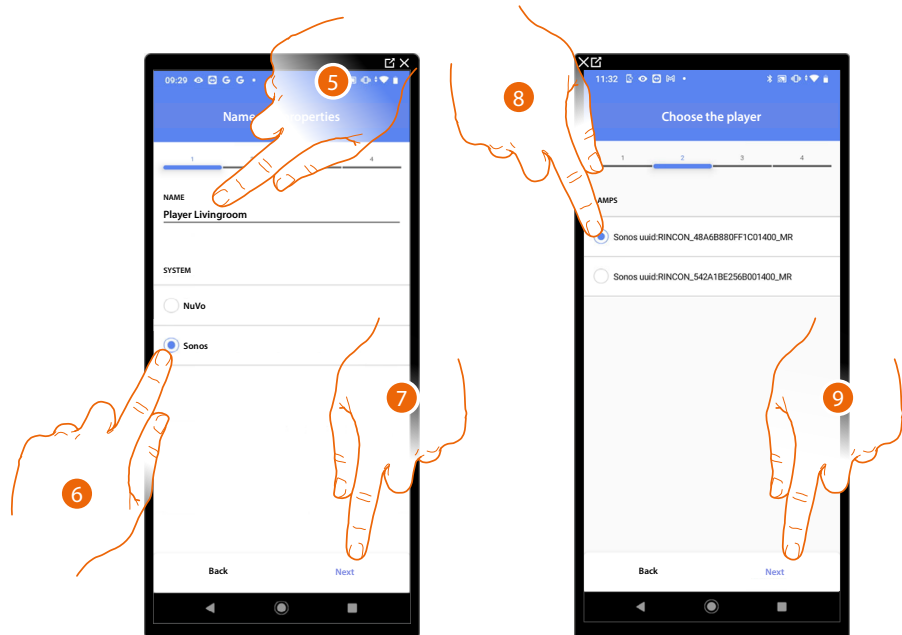 09:29 G G •
5
Name properties
1
4
NAME
Player Livingroom
SYSTEM
NuVo
Sonos
6
7
Back Next
8
11:32 •
Choose the player
1 2 3 4
AMPS
Sonos uuid:RINCON_48A6B880FF1C01400_MR
Sonos uuid:RINCON_542A1BE256B001400_MR
9
Back Next